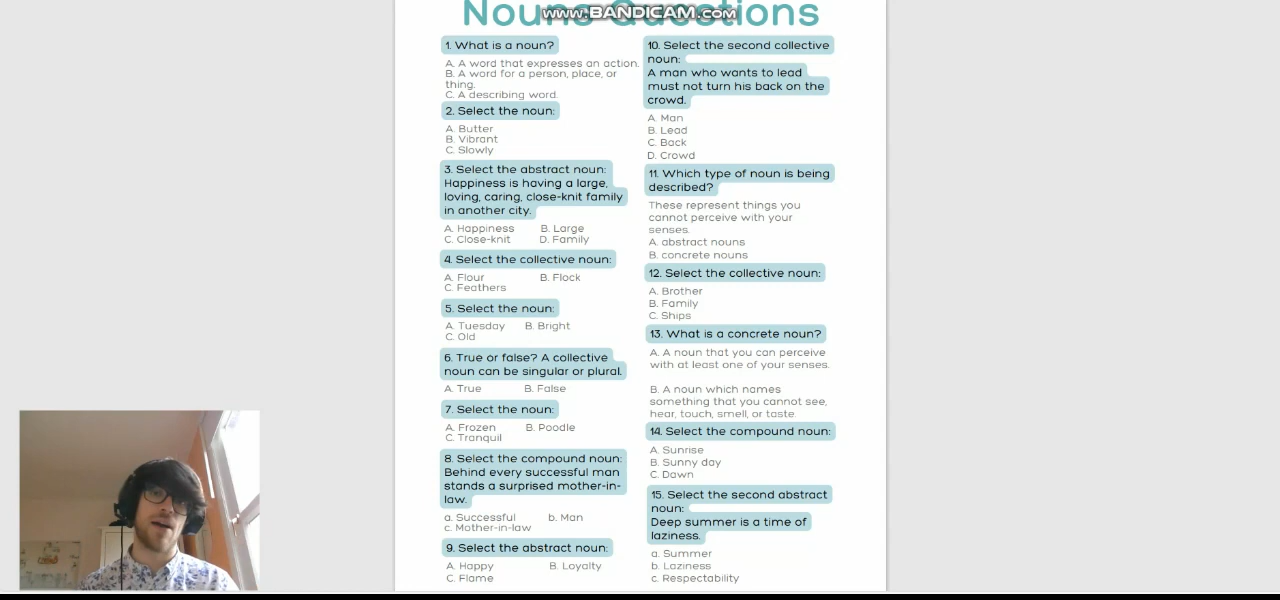 Nouns Questions
www.BANDICAM.com
1. What is a noun?
A. A word that expresses an action.
B. A word for a person, place, or
thing.
C. A describing word.
2. Select the noun:
A. Butter
B. Vibrant
C. Slowly
3. Select the abstract noun:
Happiness is having a large,
loving, caring, close-knit family
in another city.
A. Happiness B. Large
C. Close-knit D. Family
4. Select the collective noun:
A. Flour B. Flock
C. Feathers
5. Select the noun:
A. Tuesday B. Bright
C. Old
6. True or false? A collective
noun can be singular or plural.
A. True B. False
7. Select the noun:
A. Frozen B. Poodle
C. Tranquil
8. Select the compound noun:
Behind every successful man
stands a surprised mother-in-
law.
a. Successful b. Man
c. Mother-in-law
9. Select the abstract noun:
A. Happy B. Loyalty
C. Flame
10. Select the second collective
noun:
A man who wants to lead
must not turn his back on the
crowd.
A. Man
B. Lead
C. Back
D. Crowd
11. Which type of noun is being
described?
These represent things you
cannot perceive with your
senses.
A. abstract nouns
B. concrete nouns
12. Select the collective noun:
A. Brother
B. Family
C. Ships
13. What is a concrete noun?
A. A noun that you can perceive
with at least one of your senses.
B. A noun which names
something that you cannot see,
hear, touch, smell, or taste.
14. Select the compound noun:
A. Sunrise
B. Sunny day
C. Dawn
15. Select the second abstract
noun:
Deep summer is a time of
laziness.
a. Summer
b. Laziness
c. Respectability